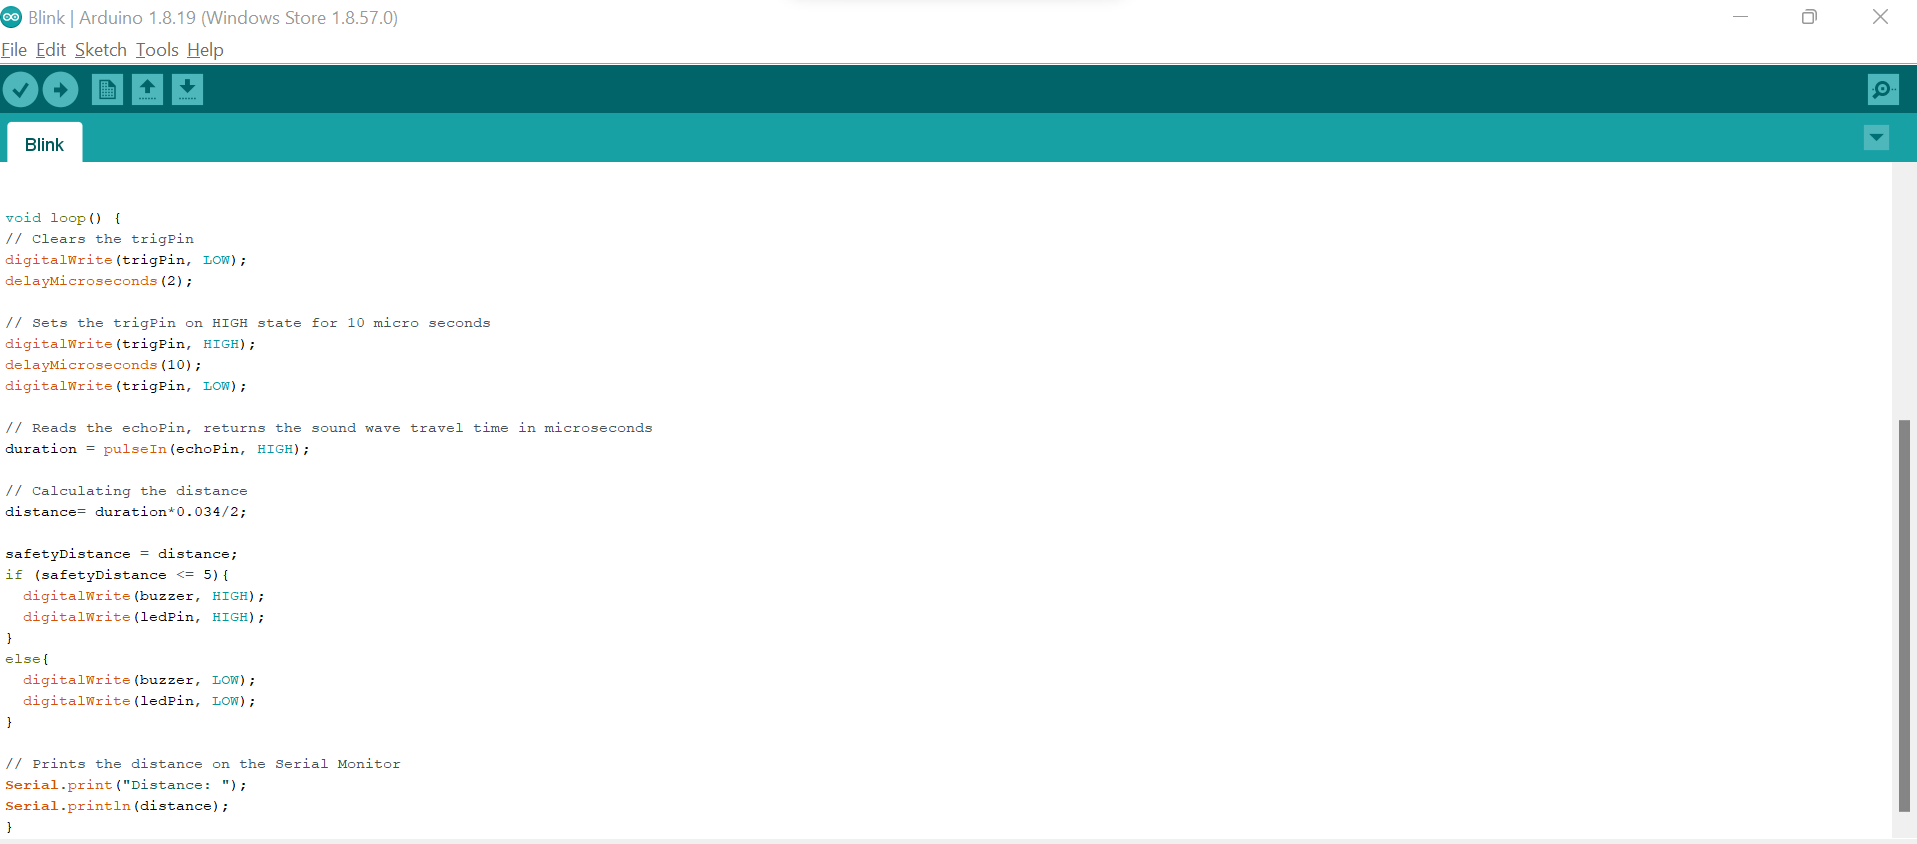 Blink | Arduino 1.8.19 (Windows Store 1.8.57.0)
File Edit Sketch Tools Help
Blink
void loop() {
// Clears the trigPin
digitalWrite(trigPin, LOW);
delayMicroseconds(2);
// Sets the trigPin on HIGH state for 10 micro seconds
digitalWrite(trigPin, HIGH);
delayMicroseconds(10);
digitalWrite(trigPin, LOW);
// Reads the echoPin, returns the sound wave travel time in microseconds
duration = pulseIn(echoPin, HIGH);
// Calculating the distance
distance= duration*0.034/2;
safetyDistance = distance;
if (safetyDistance <= 5){
  digitalWrite(buzzer, HIGH);
  digitalWrite(ledPin, HIGH);
}
else{
  digitalWrite(buzzer, LOW);
  digitalWrite(ledPin, LOW);
}
// Prints the distance on the Serial Monitor
Serial.print("Distance: ");
Serial.println(distance);
}